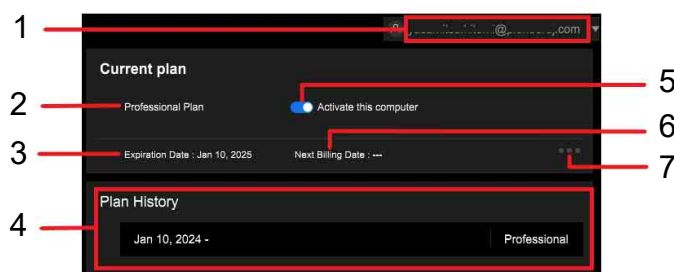 1
.com
Current plan
5
2
Professional Plan
Activate this computer
6
3
Expiration Date : Jan 10, 2025
Next Billing Date : ---
7
Plan History
4
Jan 10, 2024 -
Professional